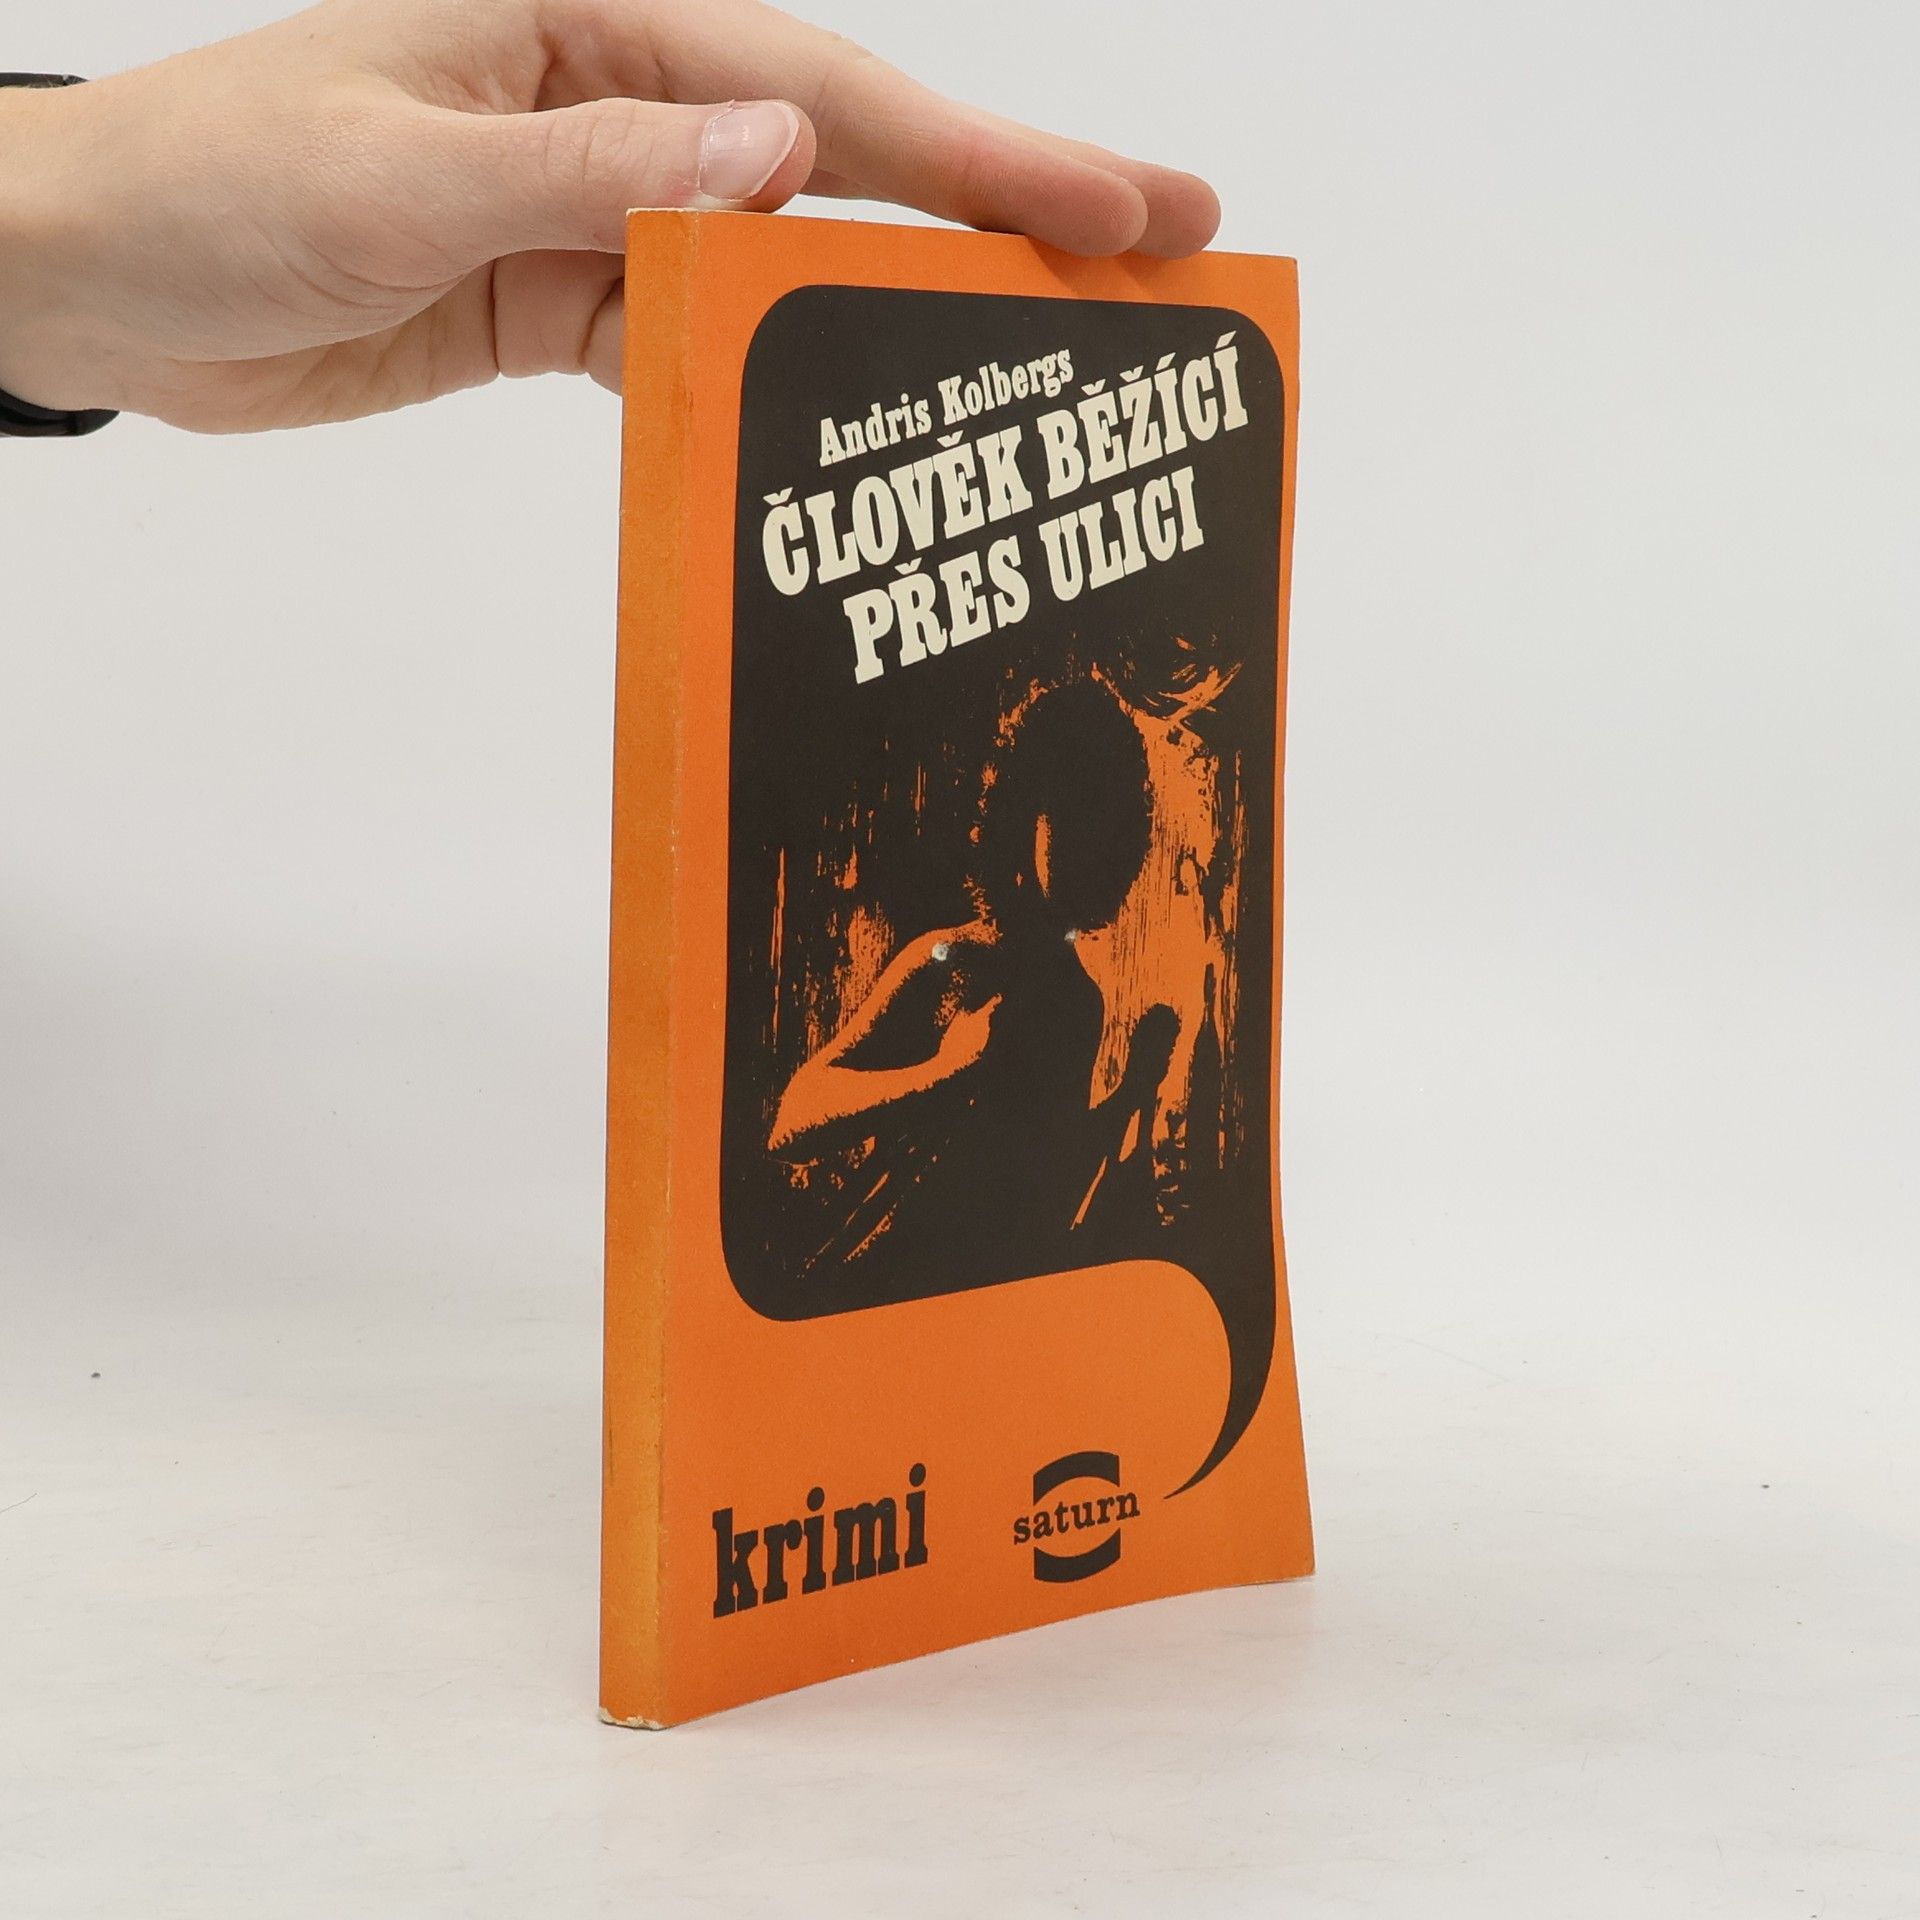 Andris Kolbergs
ČLOVĚK BĚŽÍCÍ
PŘES ULICI
krimi
saturn